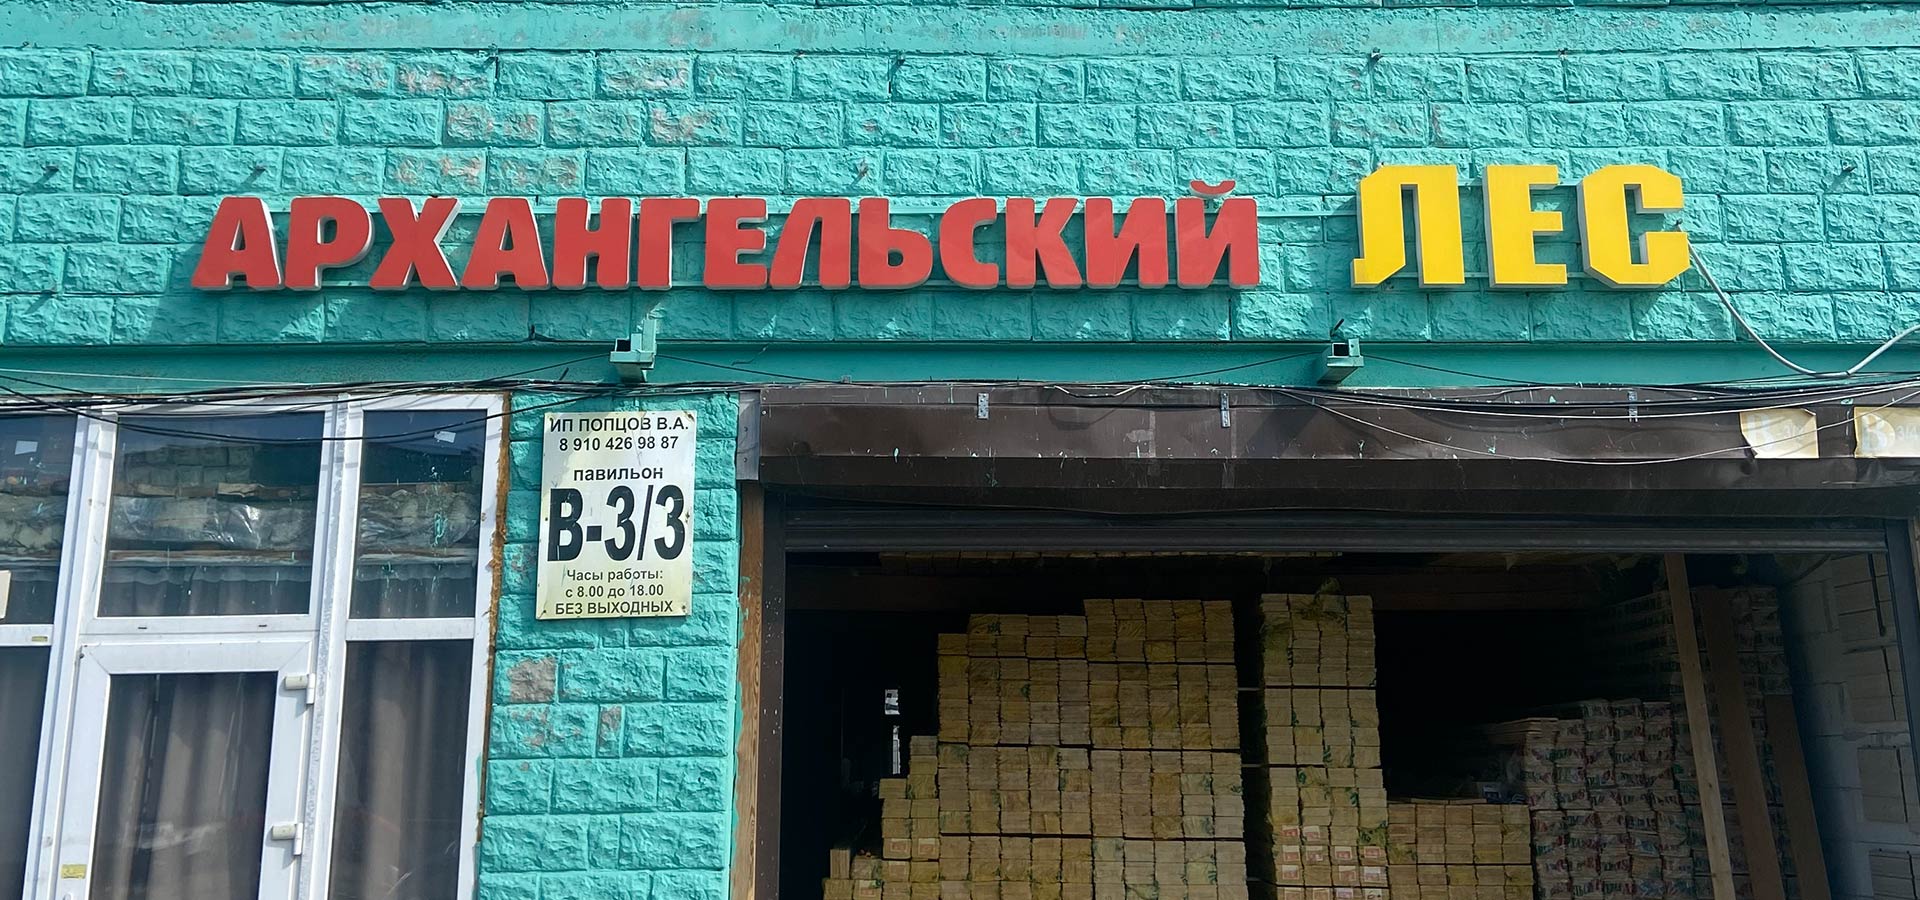 АРХАНГЕЛЬСКИЙ ЛЕС
ИП ПОПЦОВ В.А.
8 910 426 98 87
павильон
В-3/3
Часы работы:
с 8.00 до 18.00
БЕЗ ВЫХОДНЫХ